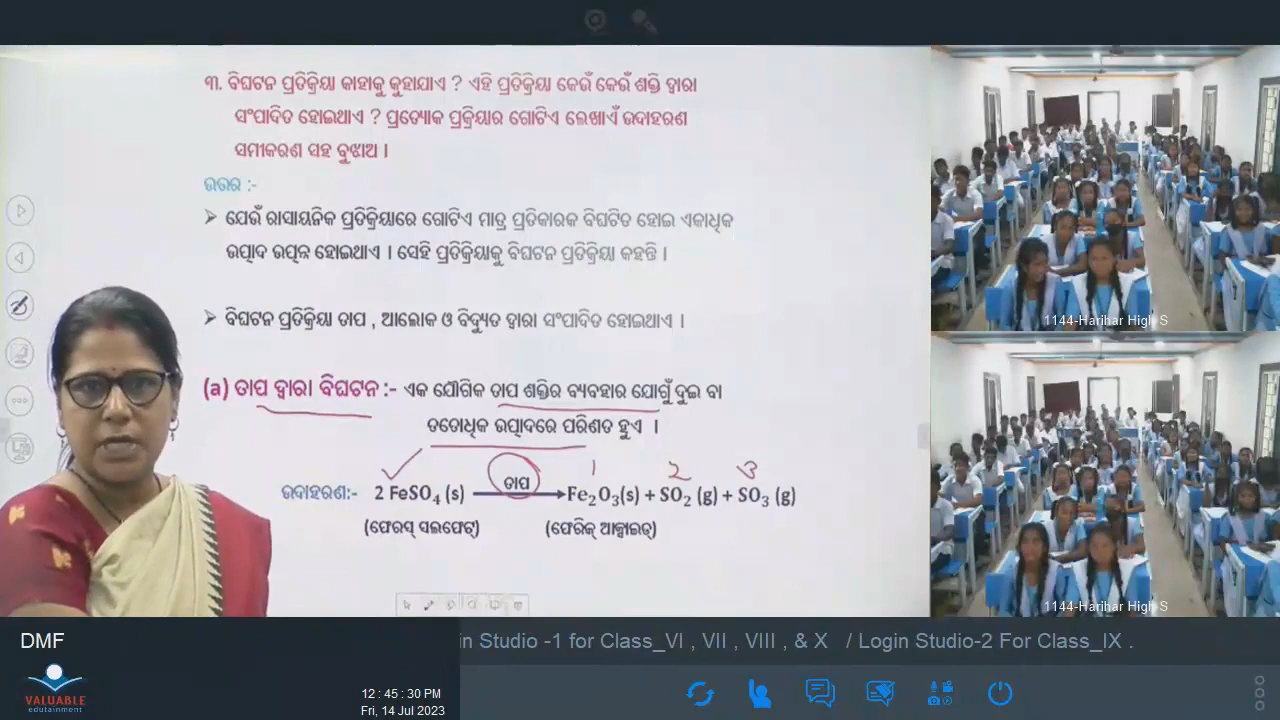 ୩. ବିଘଟନ ପ୍ରତିକ୍ରିୟା କାହାକୁ କୁହାଯାଏ ? ଏହି ପ୍ରତିକ୍ରିୟା କେଉଁ କେଉଁ ଶକ୍ତି ଦ୍ୱାରା
ସଂପାଦିତ ହୋଇଥାଏ ? ପ୍ରତ୍ୟେକ ପ୍ରକ୍ରିୟାର ଗୋଟିଏ ଲେଖାଏଁ ଉଦାହରଣ
ସମୀକରଣ ସହ ବୁଝାଅ ।
ଉତ୍ତର :-
➢ ଯେଉଁ ରାସାୟନିକ ପ୍ରତିକ୍ରିୟାରେ ଗୋଟିଏ ମାତ୍ର ପ୍ରତିକାରକ ବିଘଟିତ ହୋଇ ଏକାଧିକ
ଉତ୍ପାଦ ଉତ୍ପନ୍ନ ହୋଇଥାଏ । ସେହି ପ୍ରତିକ୍ରିୟାକୁ ବିଘଟନ ପ୍ରତିକ୍ରିୟା କହନ୍ତି ।
➢ ବିଘଟନ ପ୍ରତିକ୍ରିୟା ତାପ , ଆଲୋକ ଓ ବିଦ୍ୟୁତ ଦ୍ୱାରା ସଂପାଦିତ ହୋଇଥାଏ ।
(a) ତାପ ଦ୍ୱାରା ବିଘଟନ :- ଏକ ଯୌଗିକ ତାପ ଶକ୍ତିର ବ୍ୟବହାର ଯୋଗୁଁ ଦୁଇ ବା
ତତୋଧିକ ଉତ୍ପାଦରେ ପରିଣତ ହୁଏ ।
1 2 3
ଉଦାହରଣ:- 2 FeSO₄ (s) ତାପ → Fe₂O₃(s) + SO₂ (g) + SO₃ (g)
(ଫେରସ୍ ସଲଫେଟ୍) (ଫେରିକ୍ ଆକ୍ସାଇଡ୍)
1144-Harihar High S
1144-Harihar High S
DMF
in Studio -1 for Class_VI , VII , VIII , & X / Login Studio-2 For Class_IX .
VALUABLE
edutainment
12 : 45 : 30 PM
Fri, 14 Jul 2023